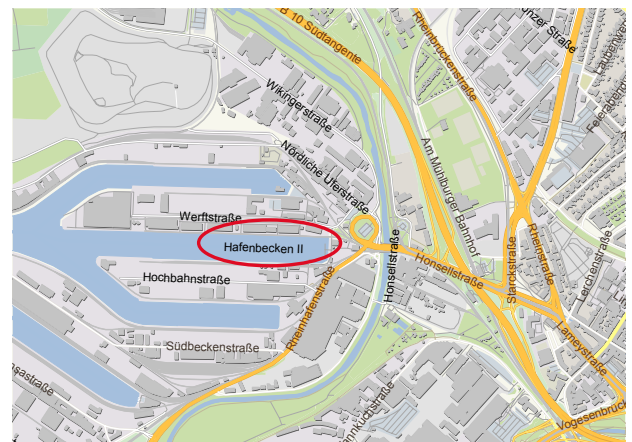 B 10 Südtangente
Rheinbrückenstraße
Wikingerstraße
Nördliche Uferstraße
Am Mühlburger Bahnhof
Werftstraße
Hafenbecken II
Honsellstraße
Honsellstraße
Hochbahnstraße
Rheinhafenstraße
Starckstraße
Rheinstraße
Lerchenstraße
Südbeckenstraße
Lameystraße